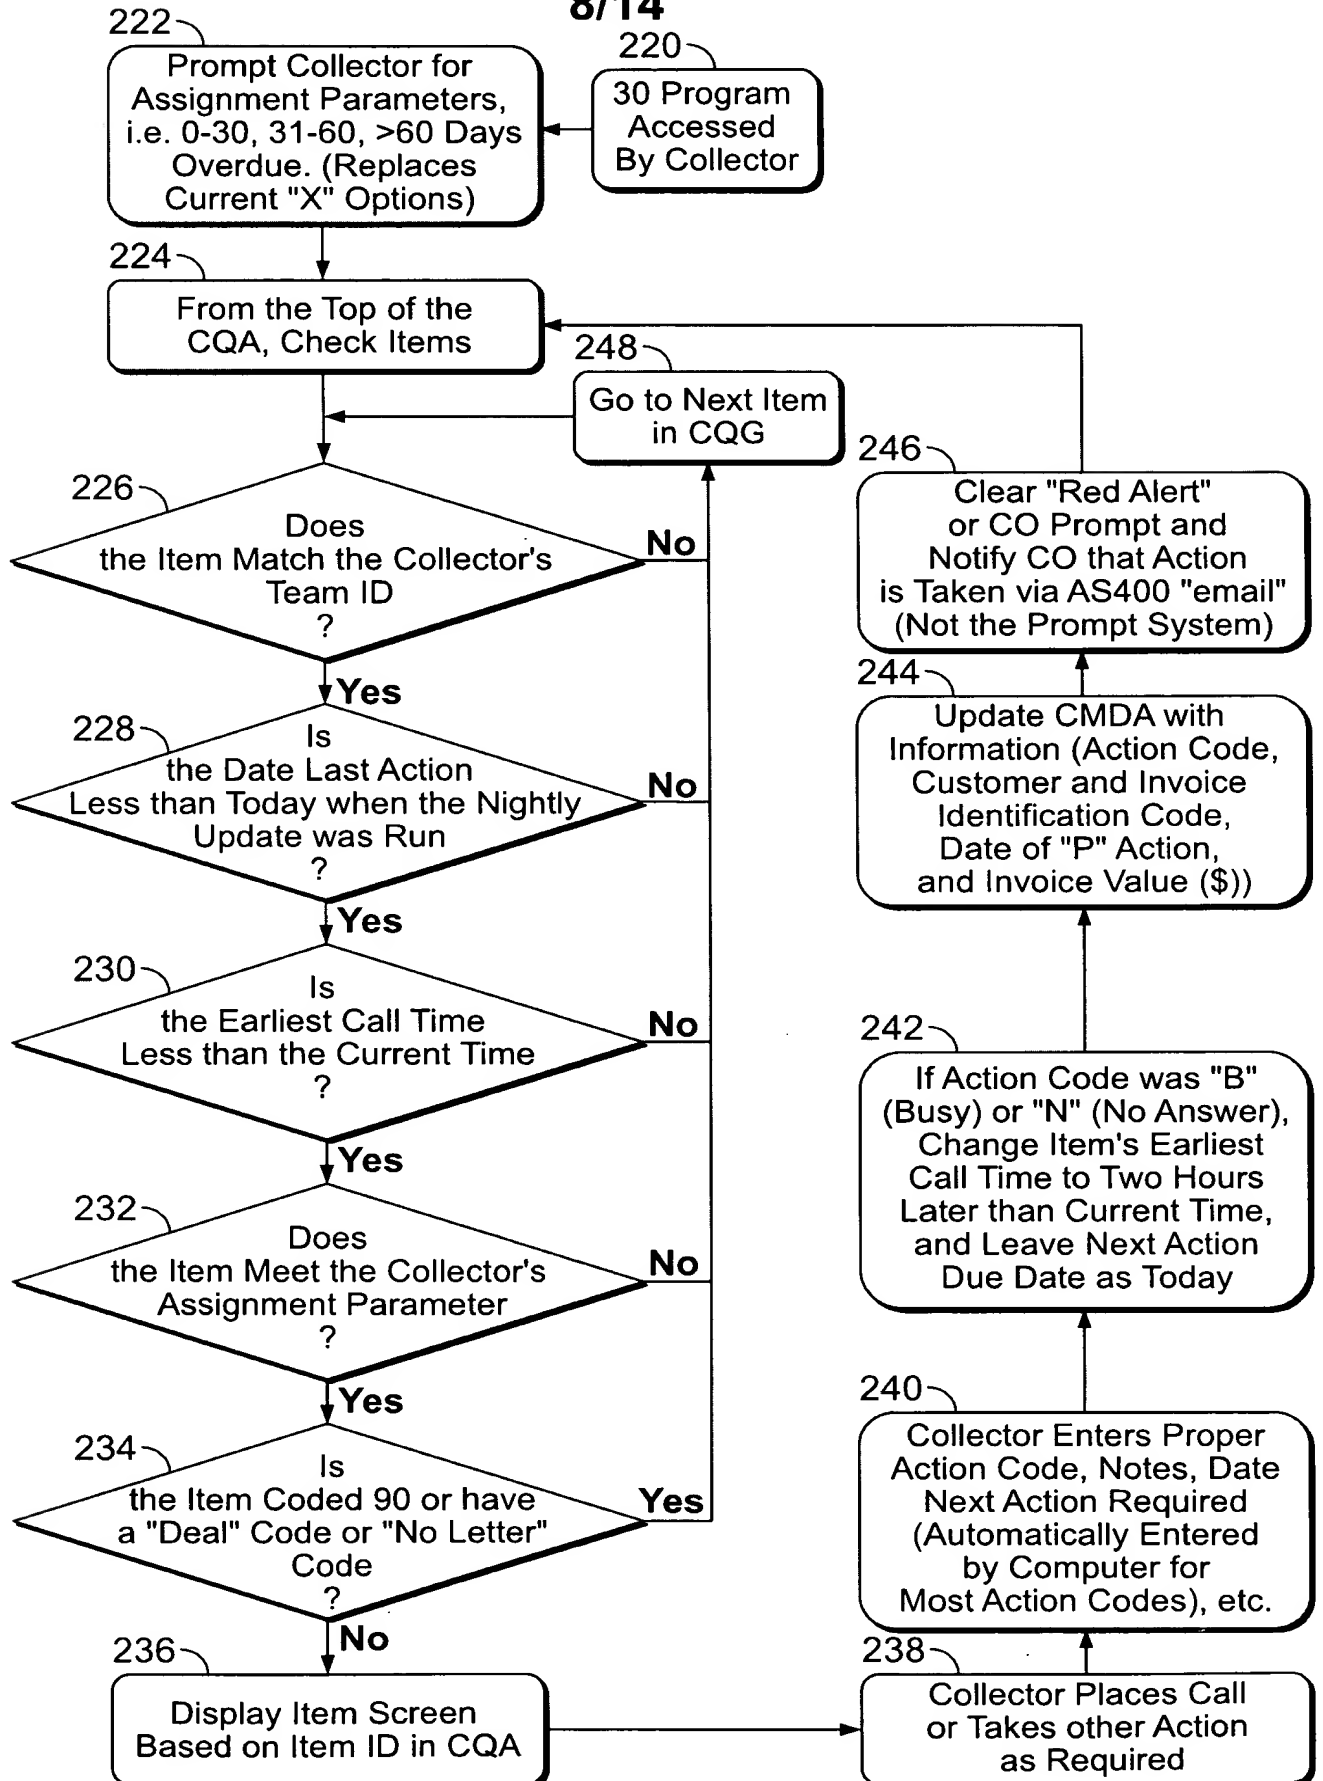 8/14
222
Prompt Collector for
Assignment Parameters,
i.e. 0-30, 31-60, >60 Days
Overdue. (Replaces
Current "X" Options)
220
30 Program
Accessed
By Collector
224
From the Top of the
CQA, Check Items
248
Go to Next Item
in CQG
226
Does
the Item Match the Collector's
Team ID
?
No
Yes
228
Is
the Date Last Action
Less than Today when the Nightly
Update was Run
?
No
Yes
230
Is
the Earliest Call Time
Less than the Current Time
?
No
Yes
232
Does
the Item Meet the Collector's
Assignment Parameter
?
No
Yes
234
Is
the Item Coded 90 or have
a "Deal" Code or "No Letter"
Code
?
Yes
No
236
Display Item Screen
Based on Item ID in CQA
238
Collector Places Call
or Takes other Action
as Required
240
Collector Enters Proper
Action Code, Notes, Date
Next Action Required
(Automatically Entered
by Computer for
Most Action Codes), etc.
242
If Action Code was "B"
(Busy) or "N" (No Answer),
Change Item's Earliest
Call Time to Two Hours
Later than Current Time,
and Leave Next Action
Due Date as Today
244
Update CMDA with
Information (Action Code,
Customer and Invoice
Identification Code,
Date of "P" Action,
and Invoice Value ($))
246
Clear "Red Alert"
or CO Prompt and
Notify CO that Action
is Taken via AS400 "email"
(Not the Prompt System)